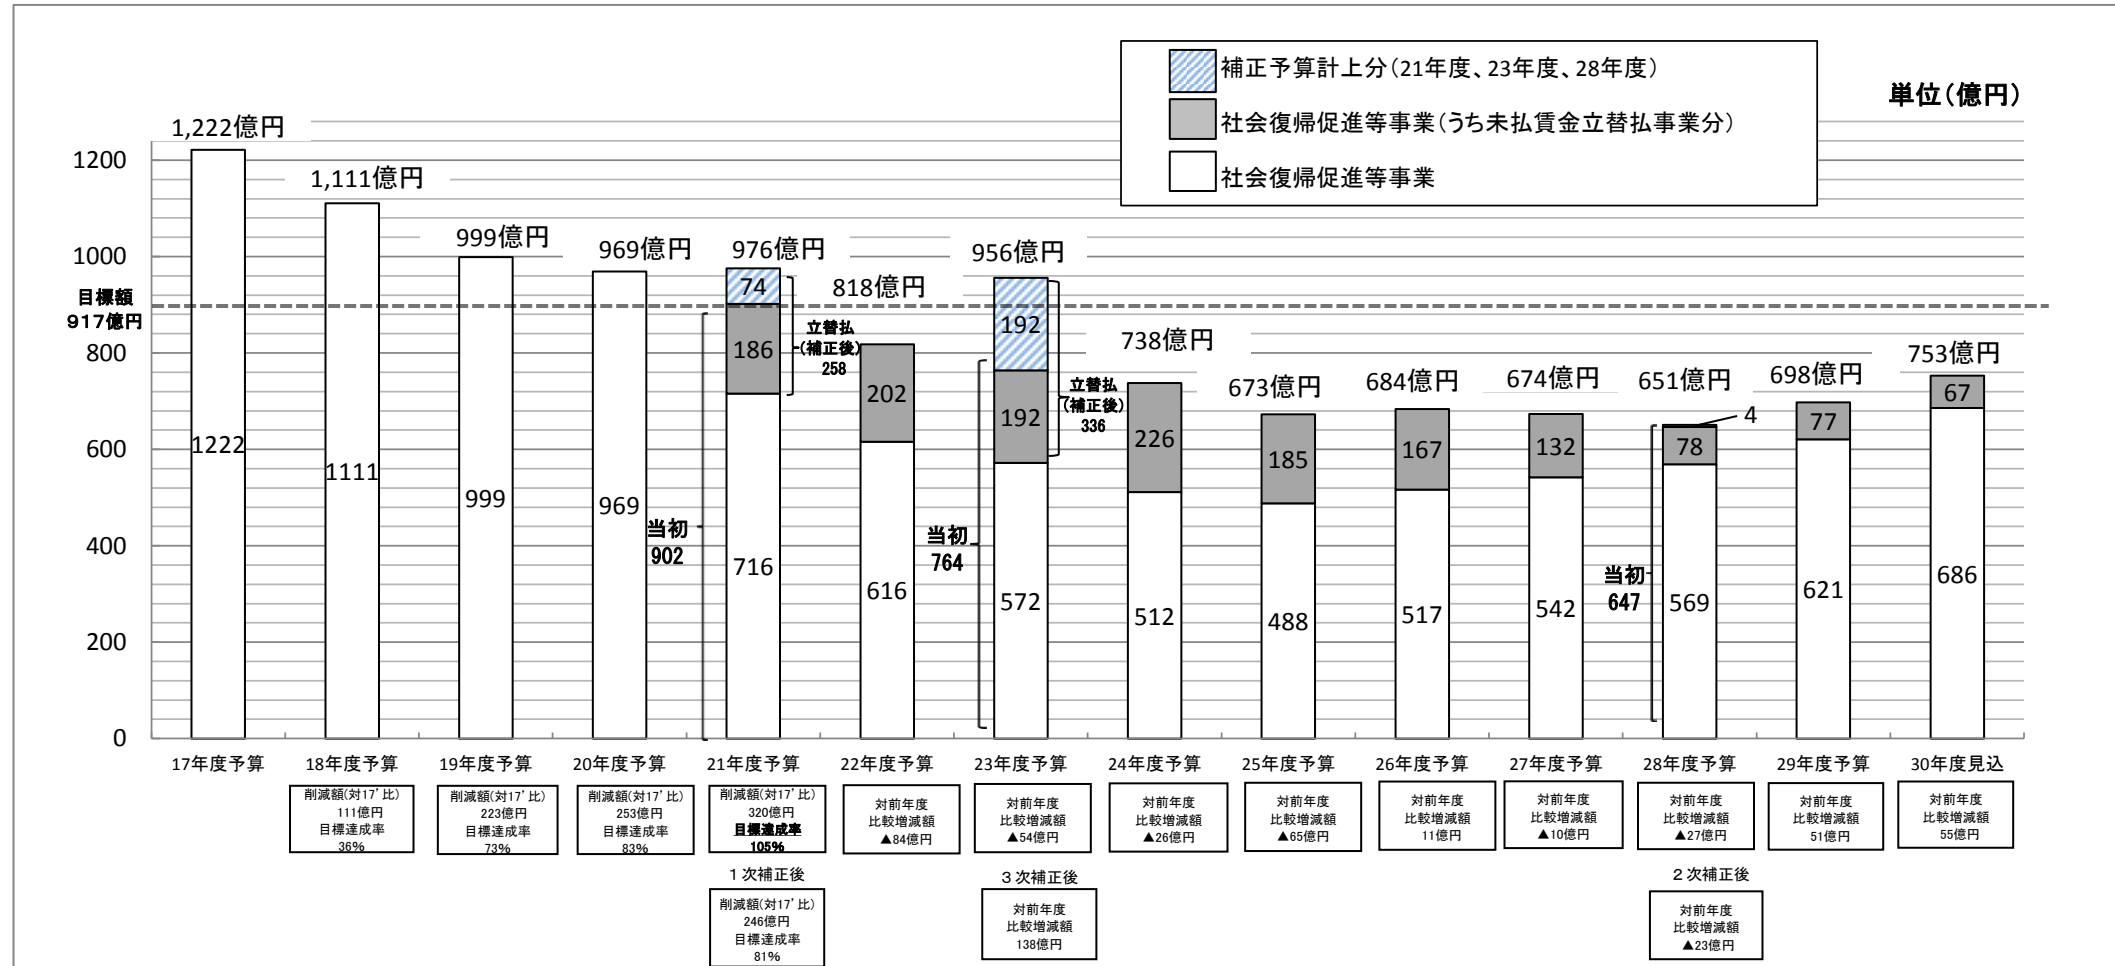 補正予算計上分(21年度、23年度、28年度)
社会復帰促進等事業(うち未払賃金立替払事業分)
社会復帰促進等事業
単位(億円)
1,222億円
1,111億円
999億円
969億円
976億円
818億円
956億円
738億円
673億円
684億円
674億円
651億円
698億円
753億円
1200
1000
800
600
400
200
0
目標額
917億円
1222
1111
999
969
当初
902
74
186
716
立替払
(補正後)
258
202
616
当初
764
192
192
572
立替払
(補正後)
336
226
512
185
488
167
517
132
542
当初
647
4
78
569
77
621
67
686
17年度予算
18年度予算
19年度予算
20年度予算
21年度予算
22年度予算
23年度予算
24年度予算
25年度予算
26年度予算
27年度予算
28年度予算
29年度予算
30年度見込
削減額(対17’比)
111億円
目標達成率
36%
削減額(対17’比)
223億円
目標達成率
73%
削減額(対17’比)
253億円
目標達成率
83%
削減額(対17’比)
320億円
目標達成率
105%
対前年度
比較増減額
▲84億円
対前年度
比較増減額
▲54億円
対前年度
比較増減額
▲26億円
対前年度
比較増減額
▲65億円
対前年度
比較増減額
11億円
対前年度
比較増減額
▲10億円
対前年度
比較増減額
▲27億円
対前年度
比較増減額
51億円
対前年度
比較増減額
55億円
1次補正後
削減額(対17’比)
246億円
目標達成率
81%
3次補正後
対前年度
比較増減額
138億円
2次補正後
対前年度
比較増減額
▲23億円